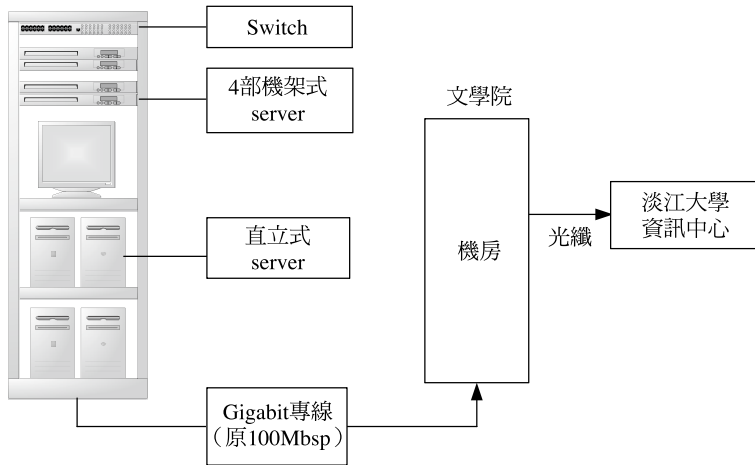 Switch
4部機架式
server
文學院
淡江大學
資訊中心
光纖
機房
直立式
server
Gigabit專線
（原100Mbsp）